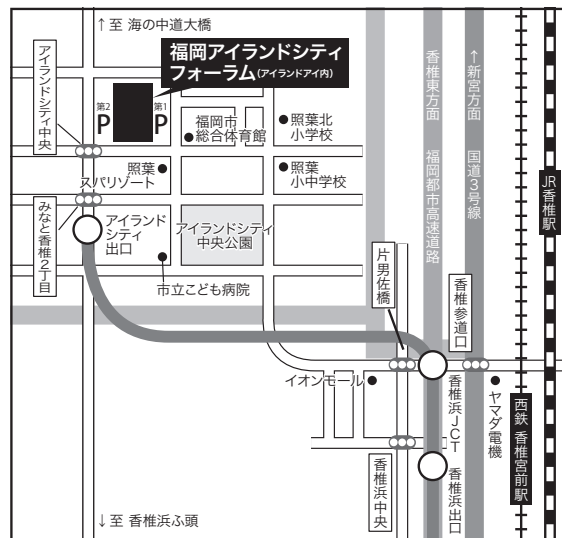 ↑至 海の中道大橋
福岡アイランドシティ
フォーラム(アイランドアイ内)
アイランドシティ中央
第2
P
第1
P
福岡市
総合体育館
照葉北
小学校
照葉
スパリゾート
照葉
小中学校
みなと香椎2丁目
アイランド
シティ
出口
アイランドシティ
中央公園
市立こども病院
香椎東方面
福岡都市高速道路
↑新宮方面
国道3号線
JR香椎駅
片男佐橋
香椎参道口
イオンモール
香椎浜JCT
ヤマダ電機
西鉄 香椎宮前駅
香椎浜中央
香椎浜出口
↓至 香椎浜ふ頭